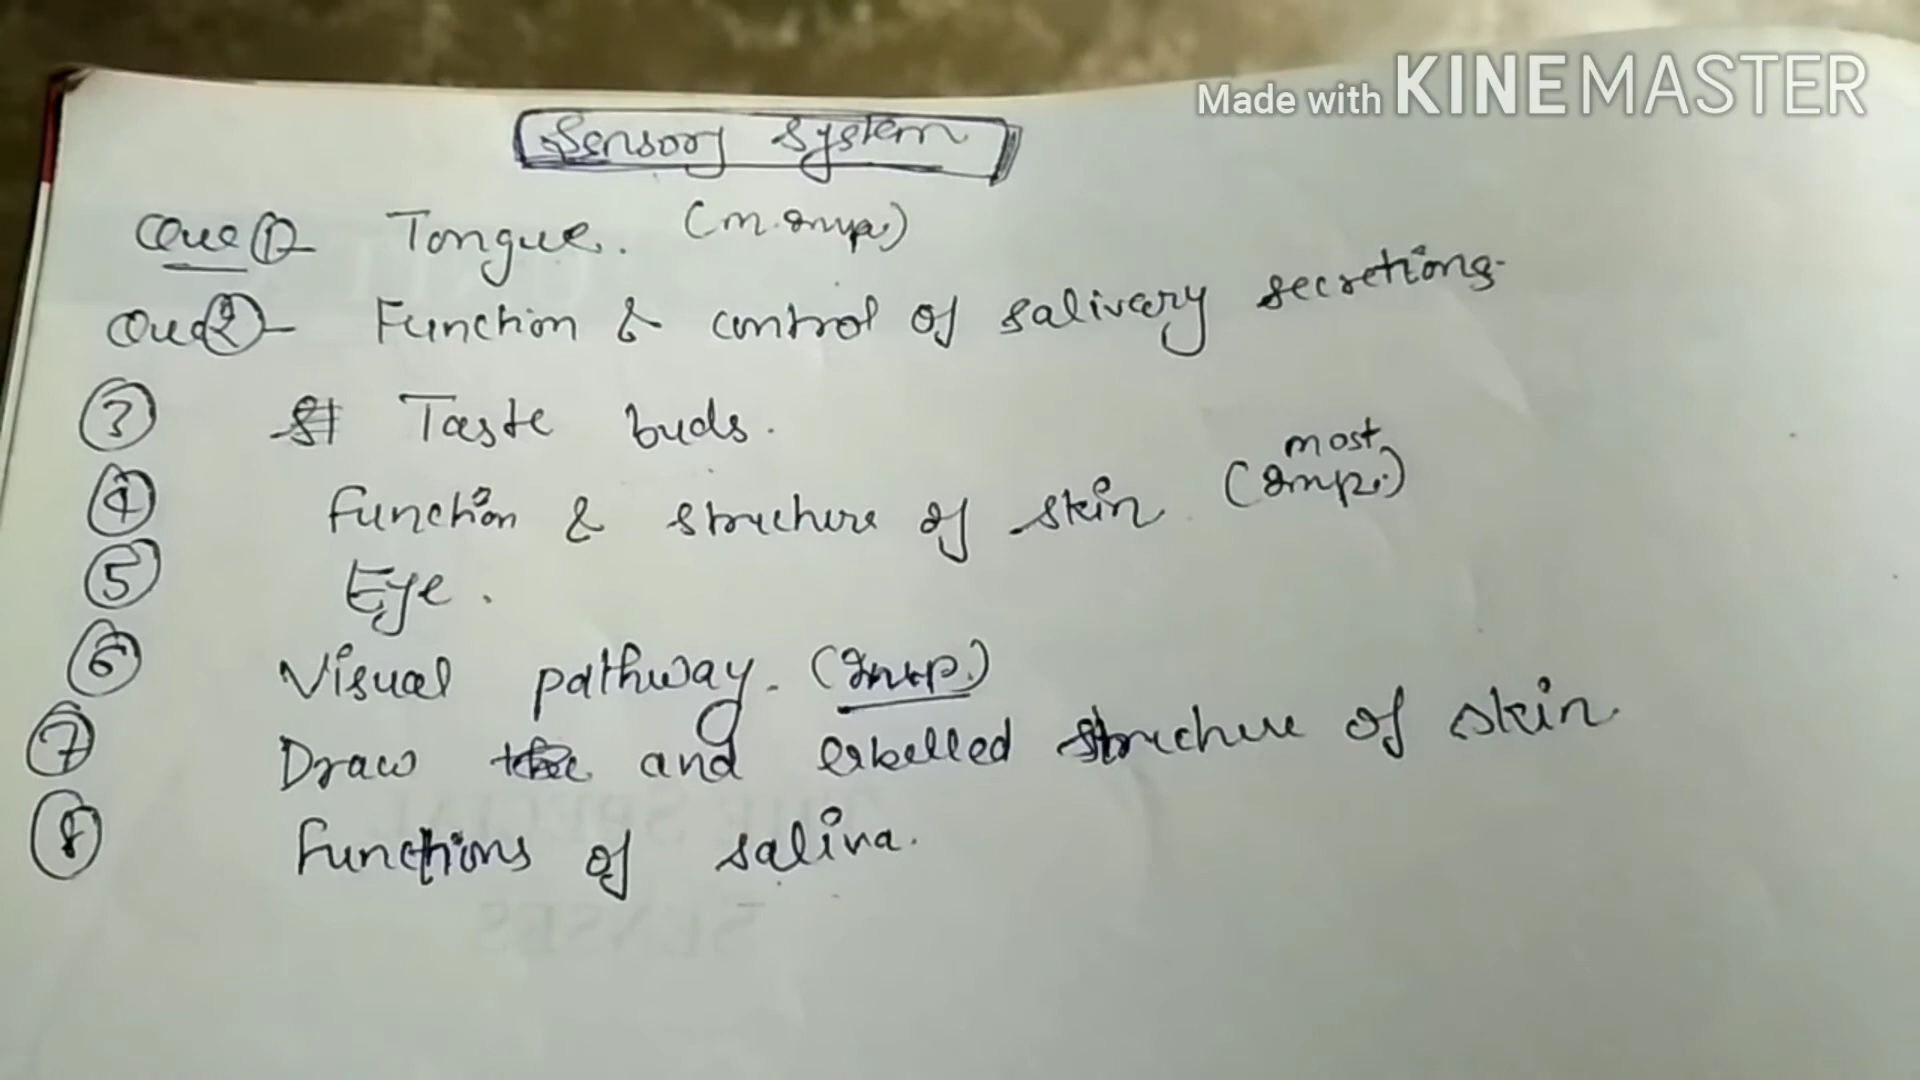 Made with KINEMASTER
Sensory System
Que 1 Tongue. (m. Imp.)
Que 2 - Function & control of salivary secretions.
3 Taste buds.
4 Function & structure of skin (most Imp.)
5 Eye.
6 Visual pathway. (Imp.)
7 Draw and labelled structure of skin
8 Functions of saliva.